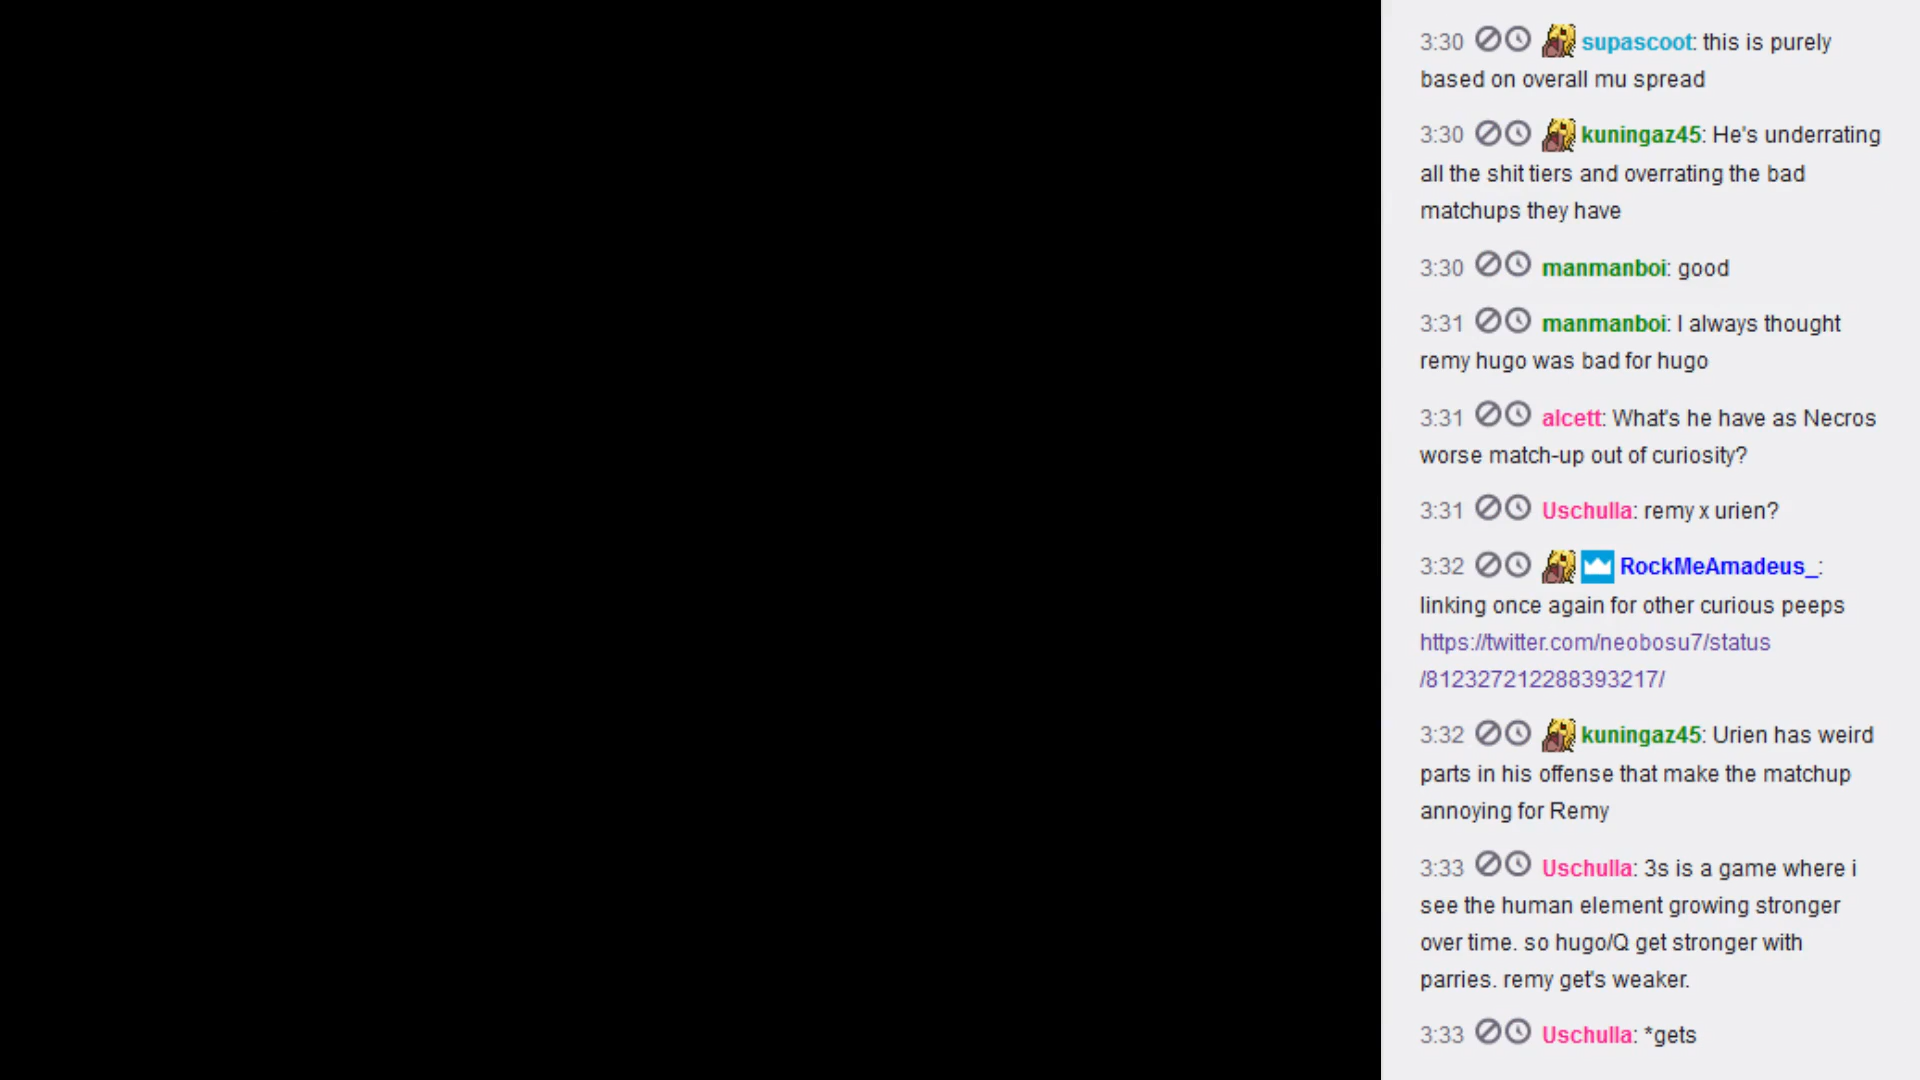 3:30 supascoot: this is purely
based on overall mu spread
3:30 kuningaz45: He's underrating
all the shit tiers and overrating the bad
matchups they have
3:30 manmanboi: good
3:31 manmanboi: I always thought
remy hugo was bad for hugo
3:31 alcett: What's he have as Necros
worse match-up out of curiosity?
3:31 Uschulla: remy x urien?
3:32 RockMeAmadeus_:
linking once again for other curious peeps
https://twitter.com/neobosu7/status
/812327212288393217/
3:32 kuningaz45: Urien has weird
parts in his offense that make the matchup
annoying for Remy
3:33 Uschulla: 3s is a game where i
see the human element growing stronger
over time. so hugo/Q get stronger with
parries. remy get's weaker.
3:33 Uschulla: *gets